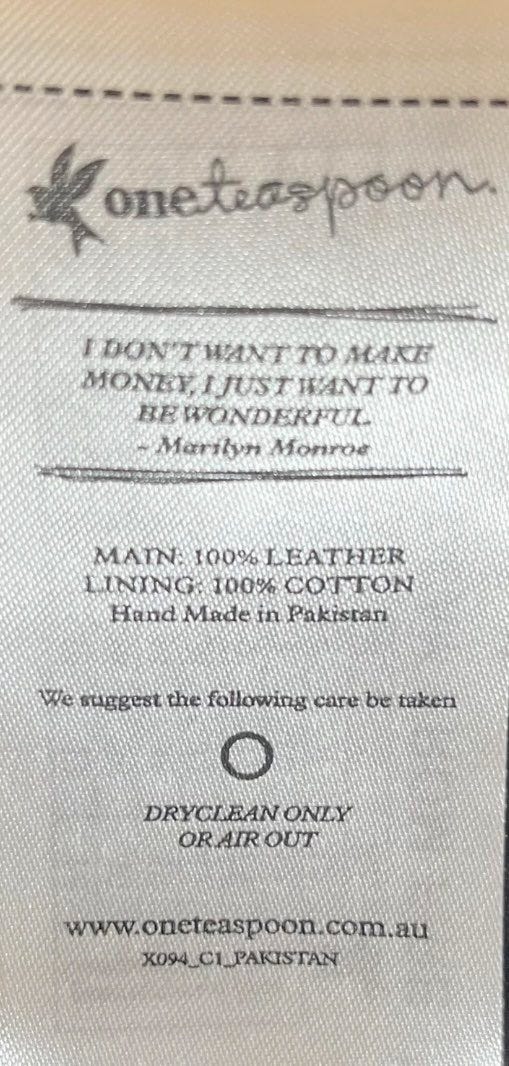 oneteaspoon.
I DON'T WANT TO MAKE
MONEY, I JUST WANT TO
BE WONDERFUL.
~ Marilyn Monroe
MAIN: 100% LEATHER
LINING: 100% COTTON
Hand Made in Pakistan
We suggest the following care be taken
DRYCLEAN ONLY
OR AIR OUT
www.oneteaspoon.com.au
X094_C1_PAKISTAN